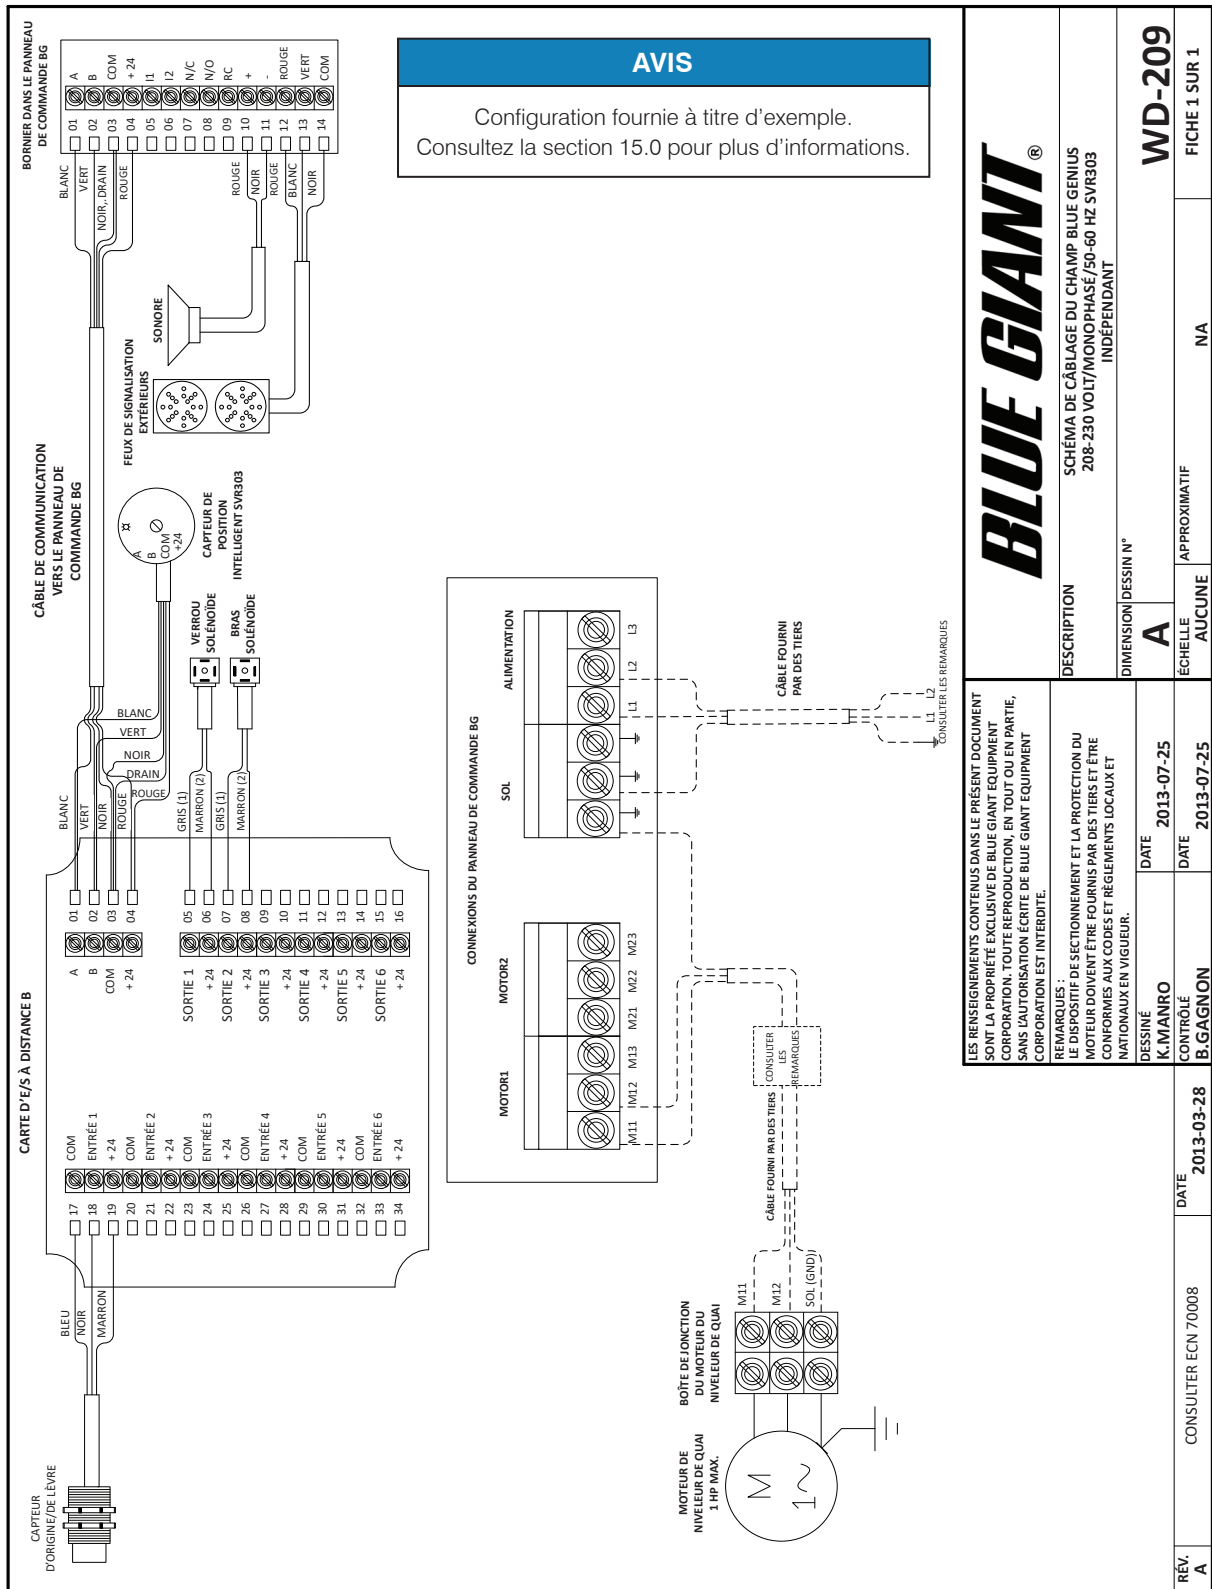 AVIS
Configuration fournie à titre d'exemple.
Consultez la section 15.0 pour plus d'informations.
BORNIER DANS LE PANNEAU
DE COMMANDE BG
A
B
COM
+ 24
I1
I2
N/C
N/O
RC
+
-
ROUGE
VERT
COM
01
02
03
04
05
06
07
08
09
10
11
12
13
14
BLANC
VERT
NOIR,. DRAIN
ROUGE
ROUGE
NOIR
ROUGE
BLANC
NOIR
SONORE
FEUX DE SIGNALISATION
EXTÉRIEURS
CÂBLE DE COMMUNICATION
VERS LE PANNEAU DE
COMMANDE BG
A
B
COM
+24
CAPTEUR DE
POSITION
INTELLIGENT SVR303
VERROU
SOLÉNOÏDE
BRAS
SOLÉNOÏDE
BLANC
VERT
NOIR
DRAIN
ROUGE
BLANC
VERT
NOIR
ROUGE
GRIS (1)
MARRON (2)
GRIS (1)
MARRON (2)
CARTE D'E/S À DISTANCE B
01
02
03
04
A
B
COM
+ 24
05
06
07
08
09
10
11
12
13
14
15
16
SORTIE 1
+ 24
SORTIE 2
+ 24
SORTIE 3
+ 24
SORTIE 4
+ 24
SORTIE 5
+ 24
SORTIE 6
+ 24
COM
ENTRÉE 1
+ 24
COM
ENTRÉE 2
+ 24
COM
ENTRÉE 3
+ 24
COM
ENTRÉE 4
+ 24
COM
ENTRÉE 5
+ 24
COM
ENTRÉE 6
+ 24
17
18
19
20
21
22
23
24
25
26
27
28
29
30
31
32
33
34
BLEU
NOIR
MARRON
CAPTEUR
D'ORIGINE/DE LÈVRE
CONNEXIONS DU PANNEAU DE COMMANDE BG
MOTOR1
MOTOR2
SOL
ALIMENTATION
M11
M12
M13
M21
M22
M23
L1
L2
L3
CÂBLE FOURNI
PAR DES TIERS
L1
L2
CONSULTER LES REMARQUES
CONSULTER
LES
REMARQUES
CÂBLE FOURNI PAR DES TIERS
BOÎTE DE JONCTION
DU MOTEUR DU
NIVELEUR DE QUAI
M11
M12
SOL (GND)
MOTEUR DE
NIVELEUR DE QUAI
1 HP MAX.
M
1~
BLUE GIANT®
DESCRIPTION
SCHÉMA DE CÂBLAGE DU CHAMP BLUE GENIUS
208-230 VOLT/MONOPHASÉ/50-60 HZ SVR303
INDÉPENDANT
DIMENSION
A
DESSIN N°
WD-209
ÉCHELLE
AUCUNE
APPROXIMATIF
NA
FICHE 1 SUR 1
LES RENSEIGNEMENTS CONTENUS DANS LE PRÉSENT DOCUMENT
SONT LA PROPRIÉTÉ EXCLUSIVE DE BLUE GIANT EQUIPMENT
CORPORATION. TOUTE REPRODUCTION, EN TOUT OU EN PARTIE,
SANS L'AUTORISATION ÉCRITE DE BLUE GIANT EQUIPMENT
CORPORATION EST INTERDITE.
REMARQUES :
LE DISPOSITIF DE SECTIONNEMENT ET LA PROTECTION DU
MOTEUR DOIVENT ÊTRE FOURNIS PAR DES TIERS ET ÊTRE
CONFORMES AUX CODES ET RÈGLEMENTS LOCAUX ET
NATIONAUX EN VIGUEUR.
DESSINÉ
K.MANRO
DATE
2013-07-25
CONTRÔLÉ
B.GAGNON
DATE
2013-07-25
RÉV.
A
CONSULTER ECN 70008
DATE
2013-03-28